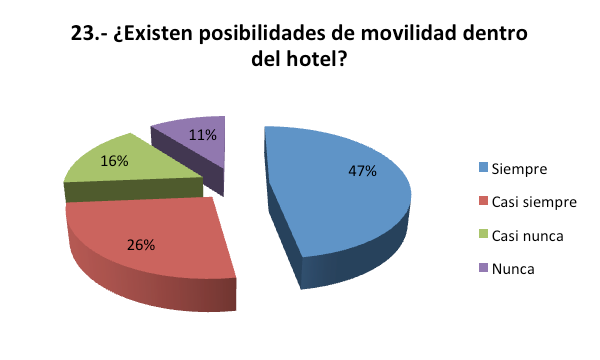 23.- ¿Existen posibilidades de movilidad dentro
del hotel?
11%
16%
47%
26%
Siempre
Casi siempre
Casi nunca
Nunca